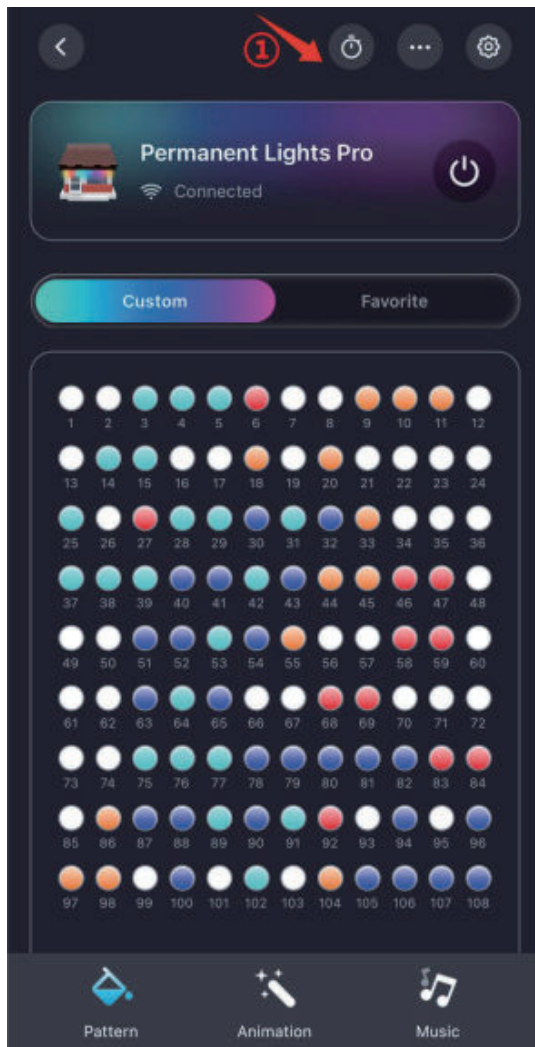 ①
Permanent Lights Pro
Connected
Custom Favorite
1 2 3 4 5 6 7 8 9 10 11 12
13 14 15 16 17 18 19 20 21 22 23 24
25 26 27 28 29 30 31 32 33 34 35 36
37 38 39 40 41 42 43 44 45 46 47 48
49 50 51 52 53 54 55 56 57 58 59 60
61 62 63 64 65 66 67 68 69 70 71 72
73 74 75 76 77 78 79 80 81 82 83 84
85 86 87 88 89 90 91 92 93 94 95 96
97 98 99 100 101 102 103 104 105 106 107 108
Pattern Animation Music